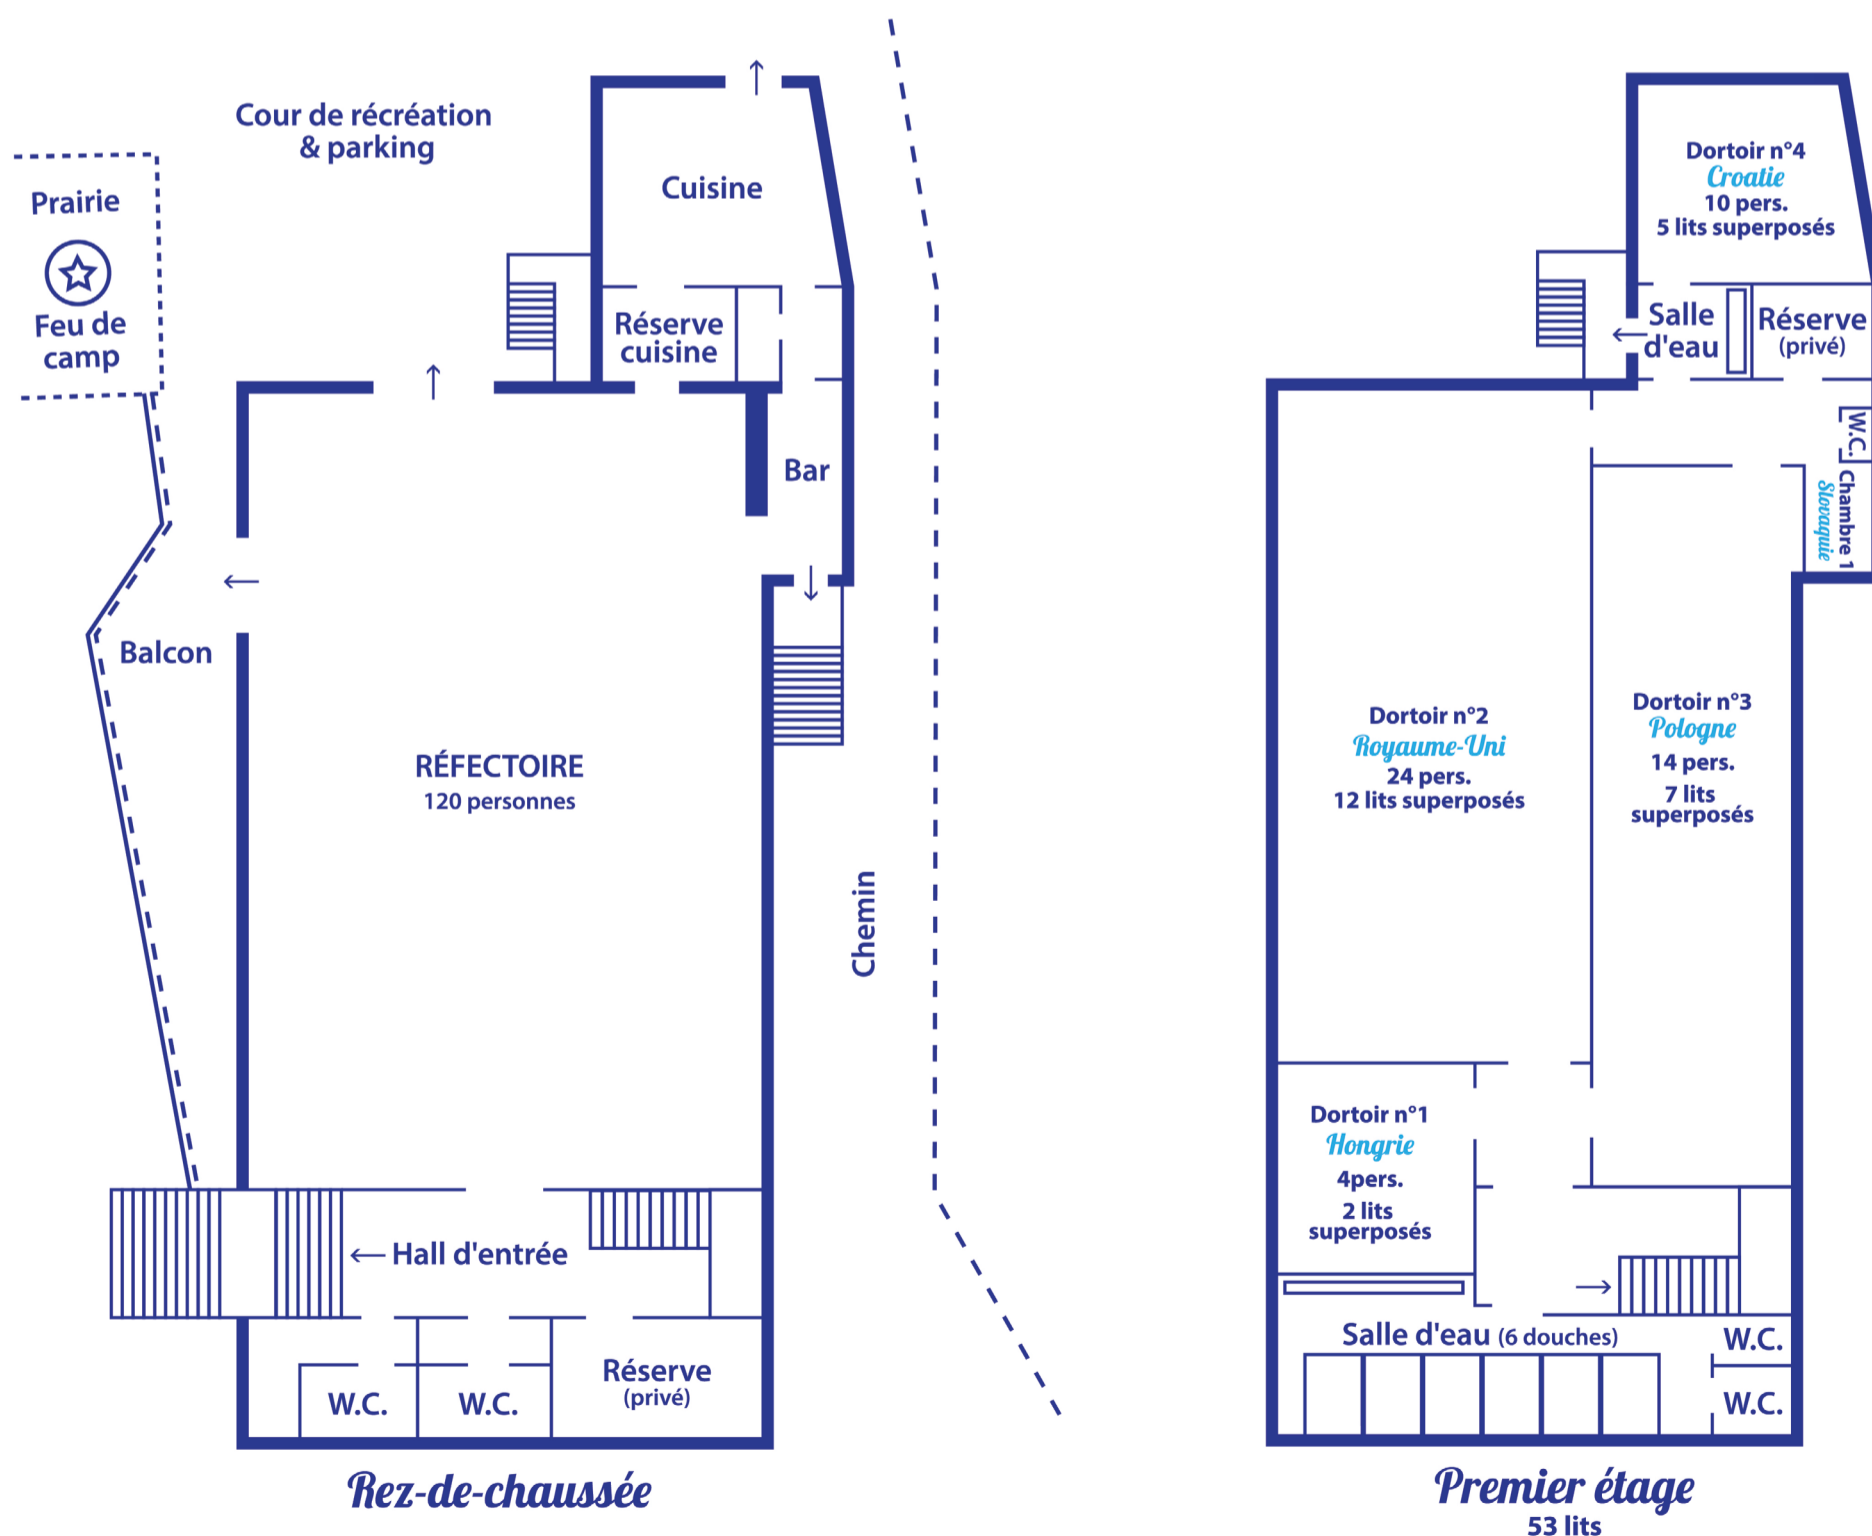 Cour de récréation
& parking
Prairie
Feu de
camp
Cuisine
Réserve
cuisine
Bar
Balcon
RÉFECTOIRE
120 personnes
Chemin
← Hall d'entrée
W.C.
W.C.
Réserve
(privé)
Rez-de-chaussée
Dortoir n°4
Croatie
10 pers.
5 lits superposés
Salle
d'eau
Réserve
(privé)
W.C.
Chambre 1
Slovaquie
Dortoir n°2
Royaume-Uni
24 pers.
12 lits superposés
Dortoir n°3
Pologne
14 pers.
7 lits
superposés
Dortoir n°1
Hongrie
4pers.
2 lits
superposés
Salle d'eau (6 douches)
W.C.
W.C.
Premier étage
53 lits